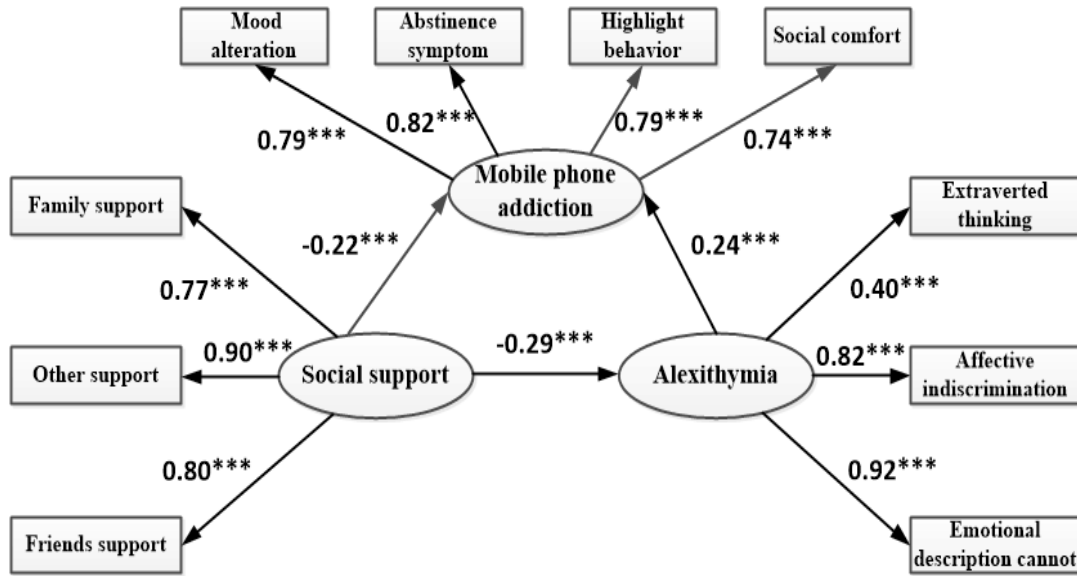 Mood
alteration
Abstinence
symptom
Highlight
behavior
Social comfort
0.79***
0.82***
0.79***
0.74***
Mobile phone
addiction
Family support
Extraverted
thinking
-0.22***
0.24***
0.77***
0.40***
Other support
0.90***
Social support
-0.29***
Alexithymia
0.82***
Affective
indiscrimination
0.80***
0.92***
Friends support
Emotional
description cannot